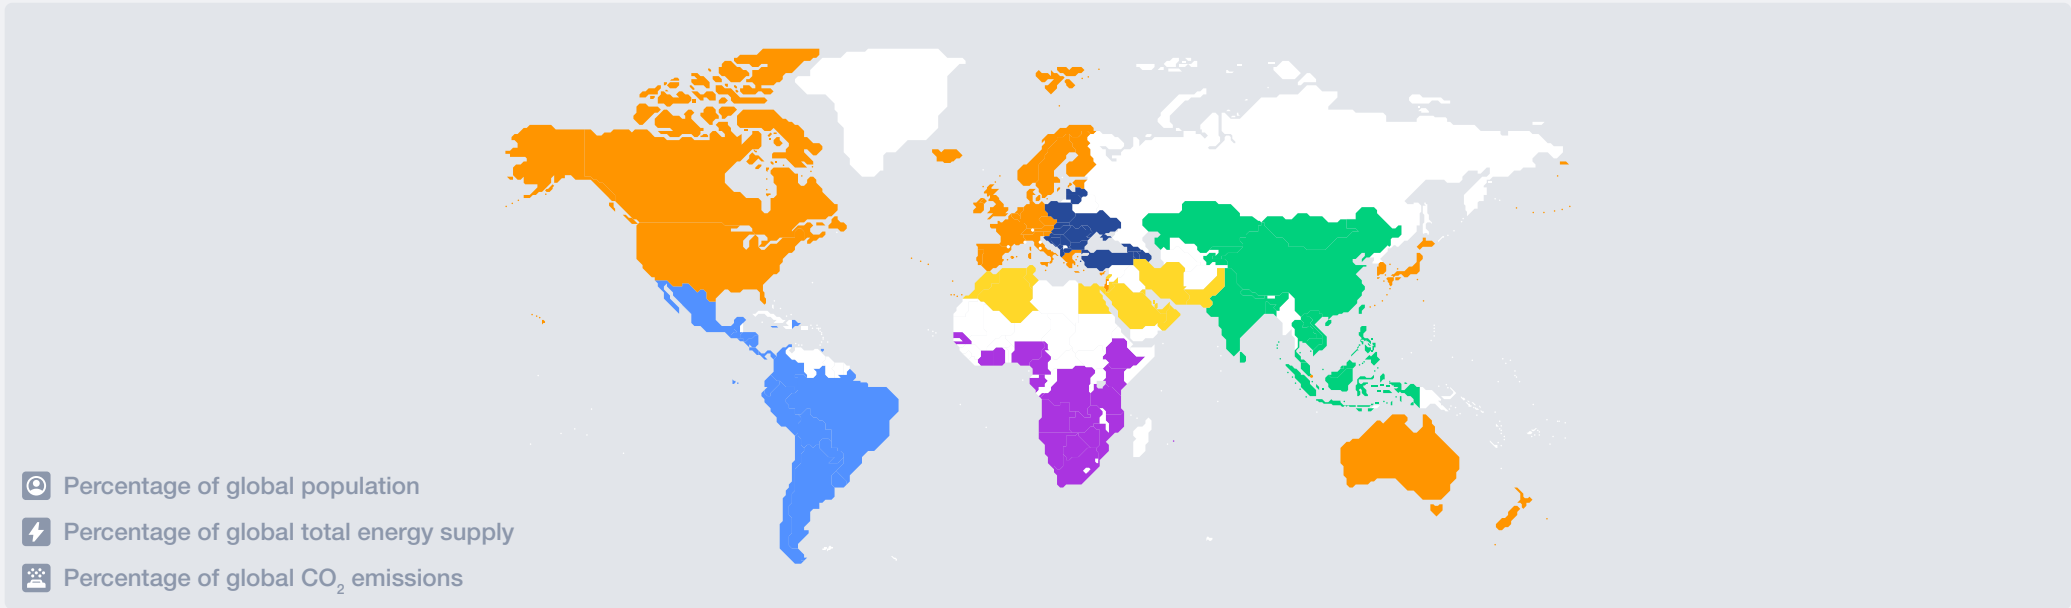 Percentage of global population
Percentage of global total energy supply
Percentage of global CO₂ emissions